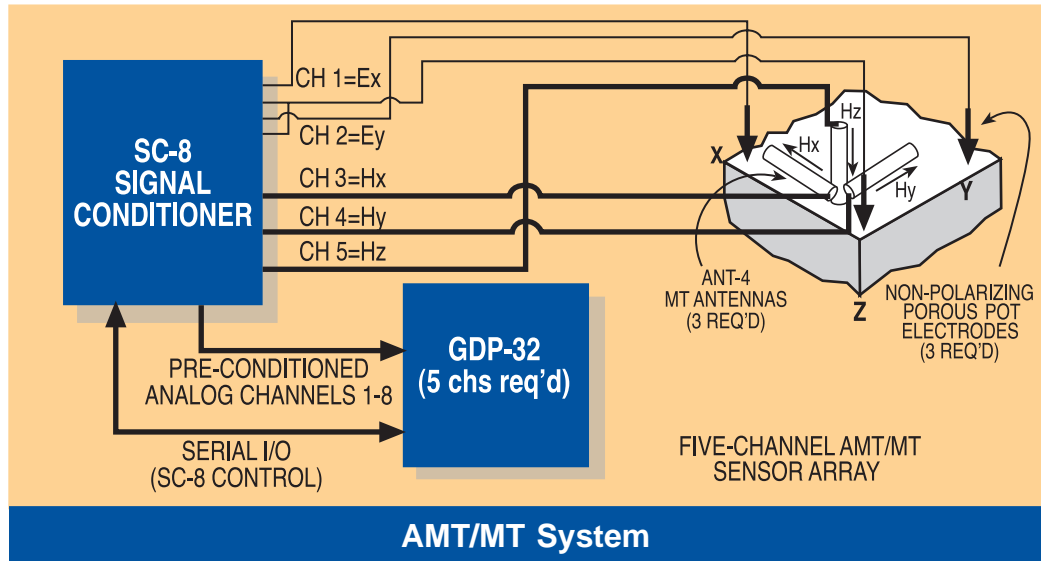 CH 1=Ex
CH 2=Ey
CH 3=Hx
CH 4=Hy
CH 5=Hz
SC-8
SIGNAL
CONDITIONER
Hz
Hx
Hy
X
Y
Z
ANT-4
MT ANTENNAS
(3 REQ'D)
NON-POLARIZING
POROUS POT
ELECTRODES
(3 REQ'D)
GDP-32
(5 chs req'd)
PRE-CONDITIONED
ANALOG CHANNELS 1-8
SERIAL I/O
(SC-8 CONTROL)
FIVE-CHANNEL AMT/MT
SENSOR ARRAY
AMT/MT System